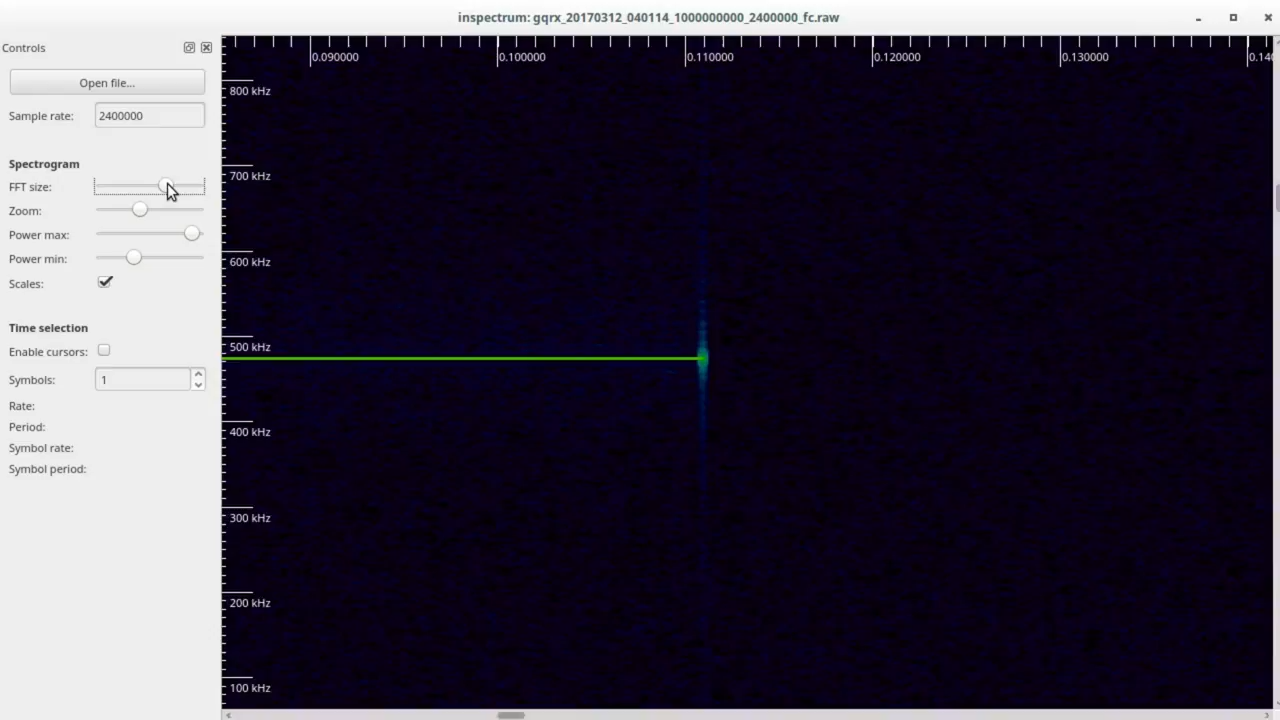 inspectrum: gqrx_20170312_040114_1000000000_2400000_fc.raw
Controls
Open file...
Sample rate: 2400000
Spectrogram
FFT size:
Zoom:
Power max:
Power min:
Scales:
Time selection
Enable cursors:
Symbols: 1
Rate:
Period:
Symbol rate:
Symbol period:
0.090000 0.100000 0.110000 0.120000 0.130000 0.140
800 kHz
700 kHz
600 kHz
500 kHz
400 kHz
300 kHz
200 kHz
100 kHz